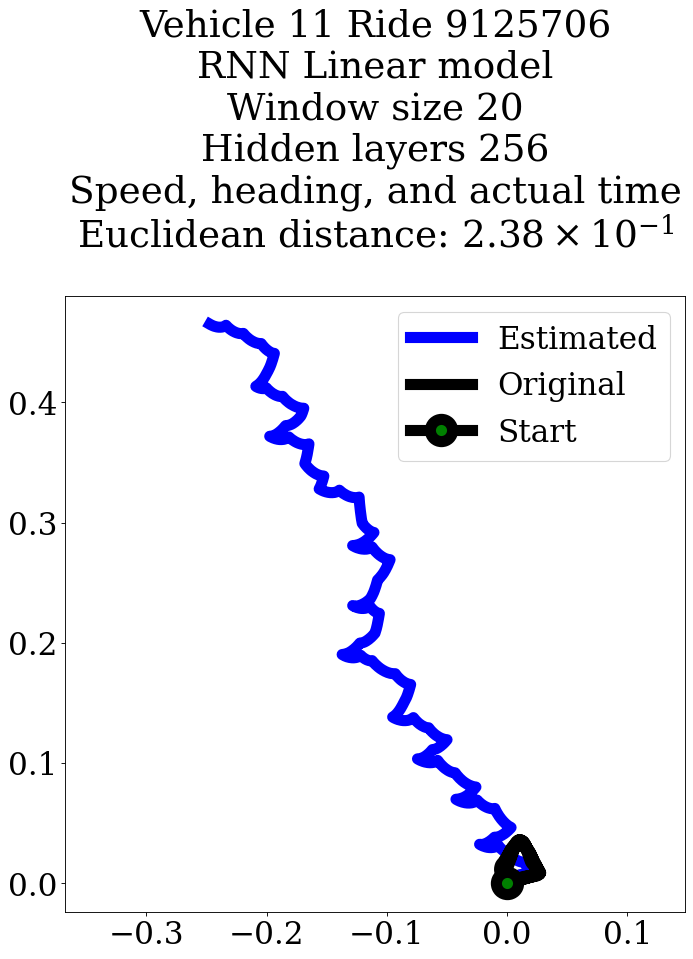 Vehicle 11 Ride 9125706
RNN Linear model
Window size 20
Hidden layers 256
Speed, heading, and actual time
Euclidean distance: 2.38 × 10⁻¹
Estimated
Original
Start
0.4
0.3
0.2
0.1
0.0
−0.3
−0.2
−0.1
0.0
0.1